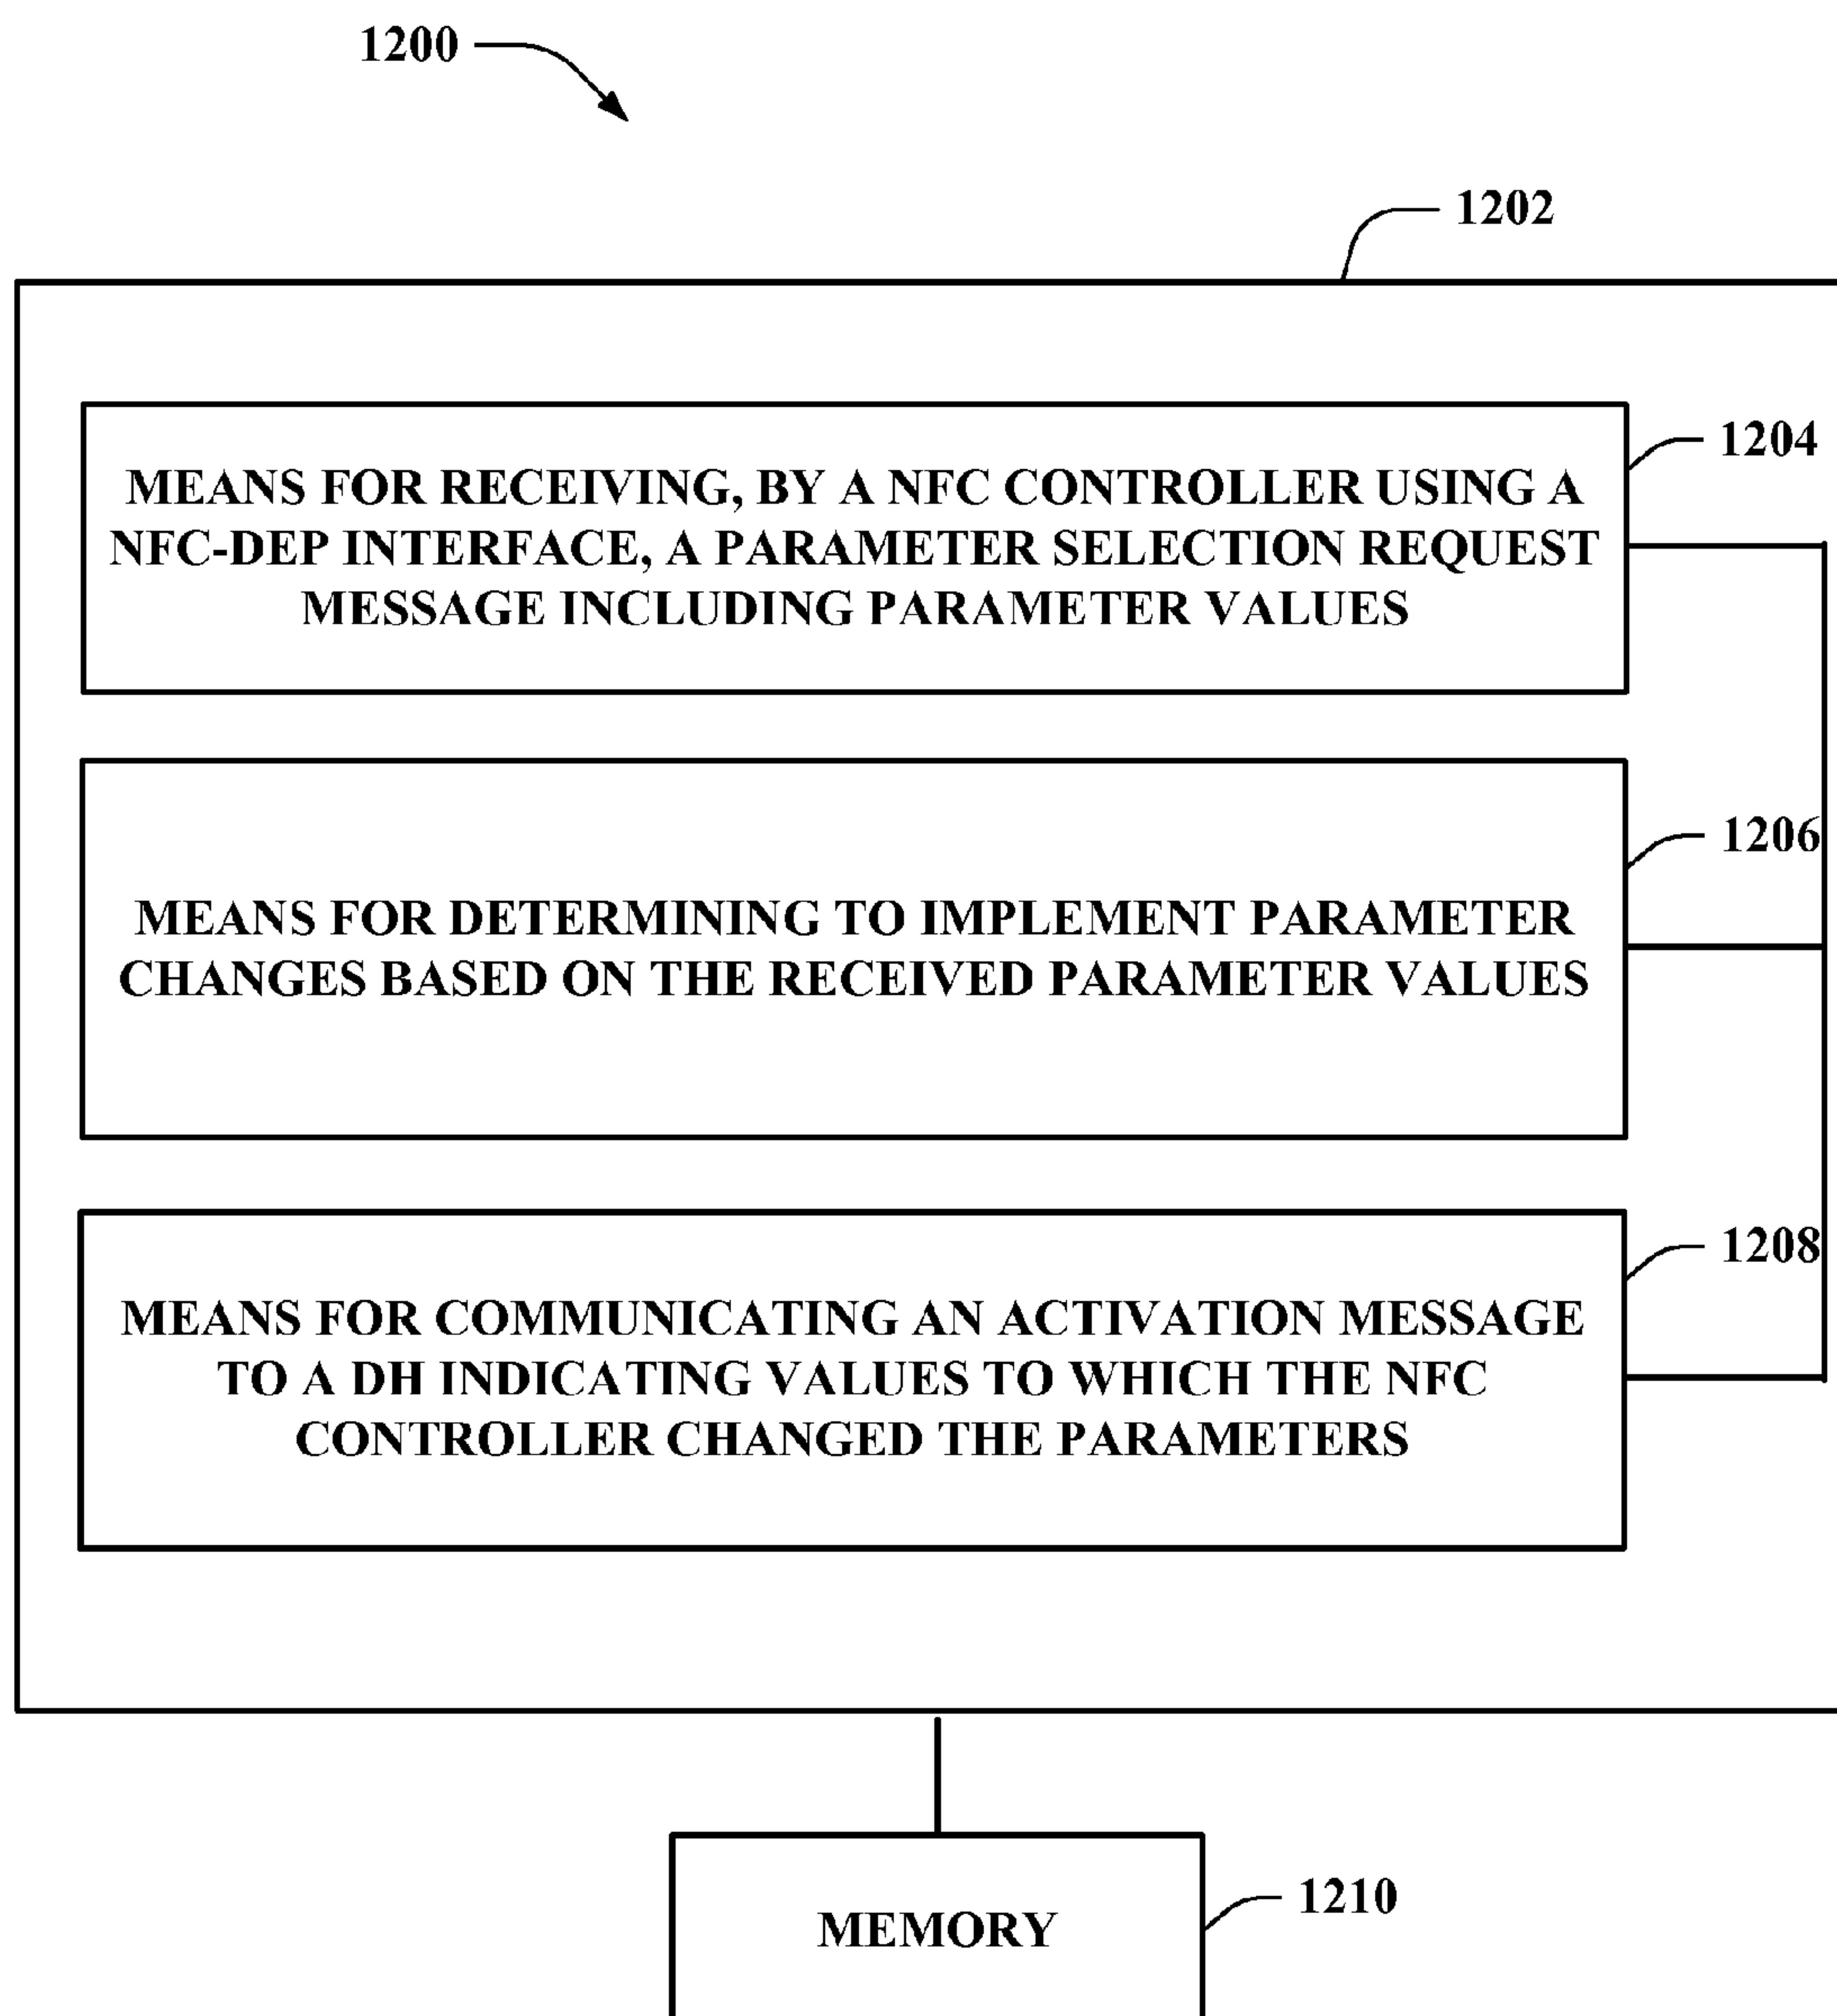 1200
1202
1204
MEANS FOR RECEIVING, BY A NFC CONTROLLER USING A
NFC-DEP INTERFACE, A PARAMETER SELECTION REQUEST
MESSAGE INCLUDING PARAMETER VALUES
1206
MEANS FOR DETERMINING TO IMPLEMENT PARAMETER
CHANGES BASED ON THE RECEIVED PARAMETER VALUES
1208
MEANS FOR COMMUNICATING AN ACTIVATION MESSAGE
TO A DH INDICATING VALUES TO WHICH THE NFC
CONTROLLER CHANGED THE PARAMETERS
1210
MEMORY